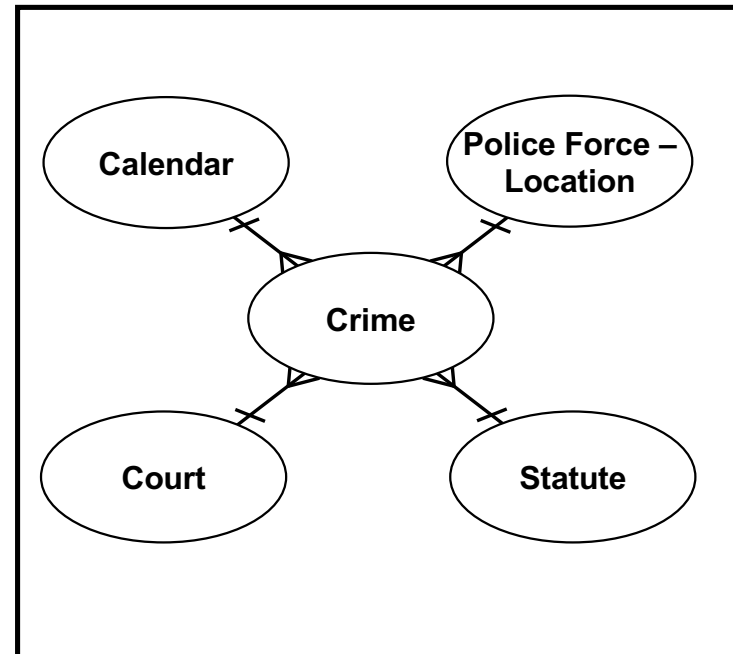 Calendar
Police Force –
Location
Crime
Court
Statute